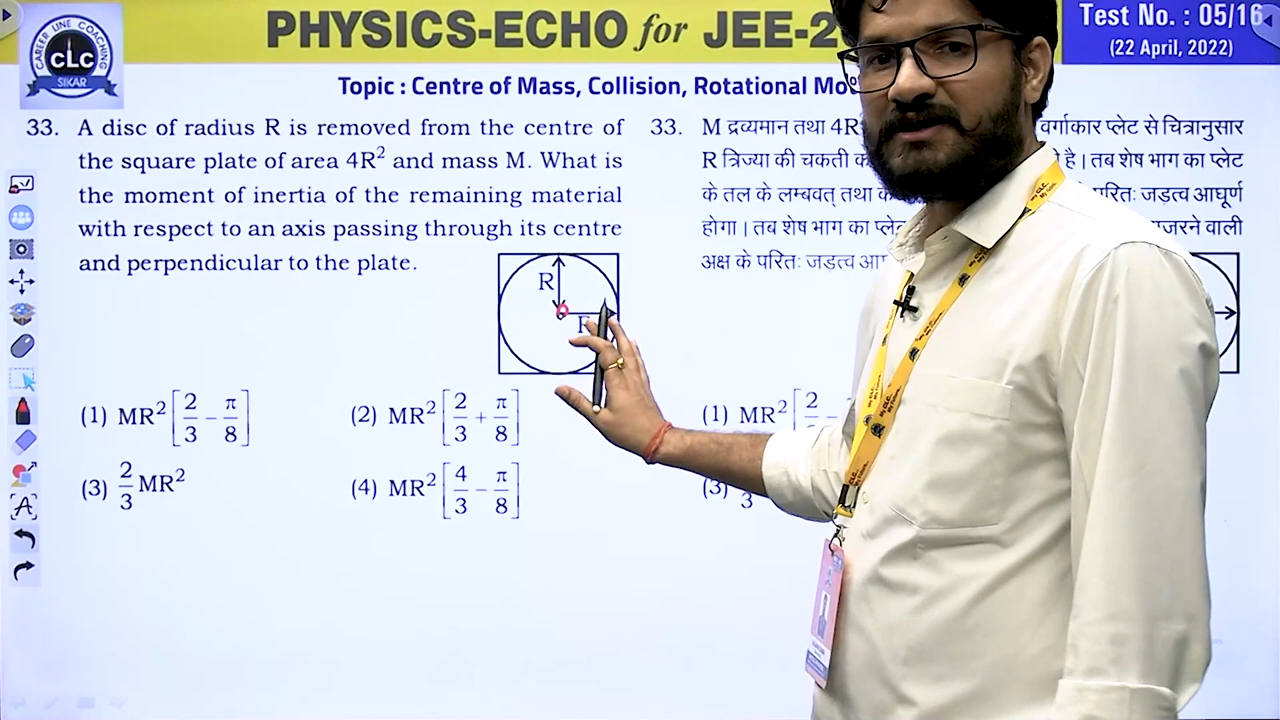 PHYSICS-ECHO for JEE-2
Test No. : 05/16
(22 April, 2022)
CAREER LINE COACHING
CLC
SIKAR
Topic : Centre of Mass, Collision, Rotational
33. A disc of radius R is removed from the centre of
the square plate of area 4R² and mass M. What is
the moment of inertia of the remaining material
with respect to an axis passing through its centre
and perpendicular to the plate.
R
(1) MR² [2/3 − π/8]
(2) MR² [2/3 + π/8]
(3) 2/3 MR²
(4) MR² [4/3 − π/8]
33. M द्रव्यमान तथा 4R वर्गाकार प्लेट से चित्रानुसार
R त्रिज्या की चकती है। तब शेष भाग का प्लेट
के तल के लम्बवत् तथा परितः जड़त्व आघूर्ण
होगा। तब शेष भाग का वाली
अक्ष के परितः जड़त्व
(1) MR² [2
(3) 3